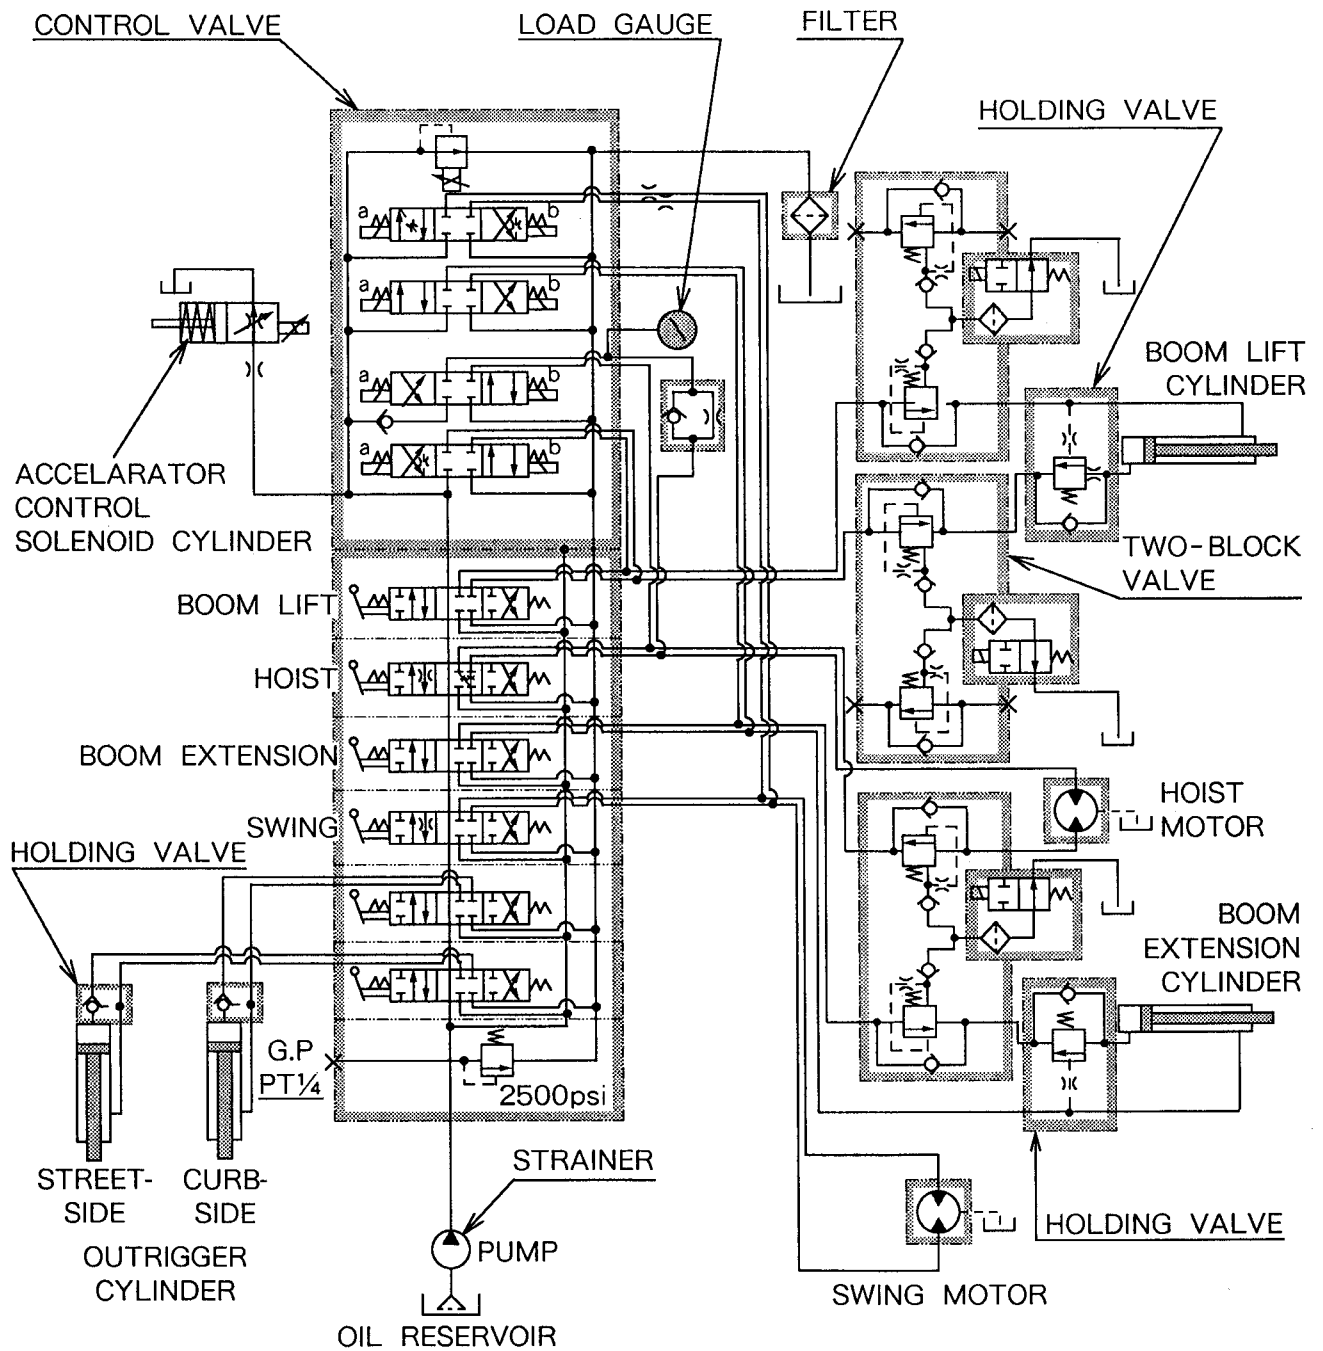 CONTROL VALVE
LOAD GAUGE
FILTER
HOLDING VALVE
a
b
a
b
a
b
a
b
BOOM LIFT
CYLINDER
ACCELARATOR
CONTROL
SOLENOID CYLINDER
TWO-BLOCK
VALVE
BOOM LIFT
HOIST
BOOM EXTENSION
SWING
HOIST
MOTOR
HOLDING VALVE
BOOM
EXTENSION
CYLINDER
G.P
PT¼
2500psi
STREET-
SIDE
CURB-
SIDE
OUTRIGGER
CYLINDER
STRAINER
PUMP
OIL RESERVOIR
HOLDING VALVE
SWING MOTOR